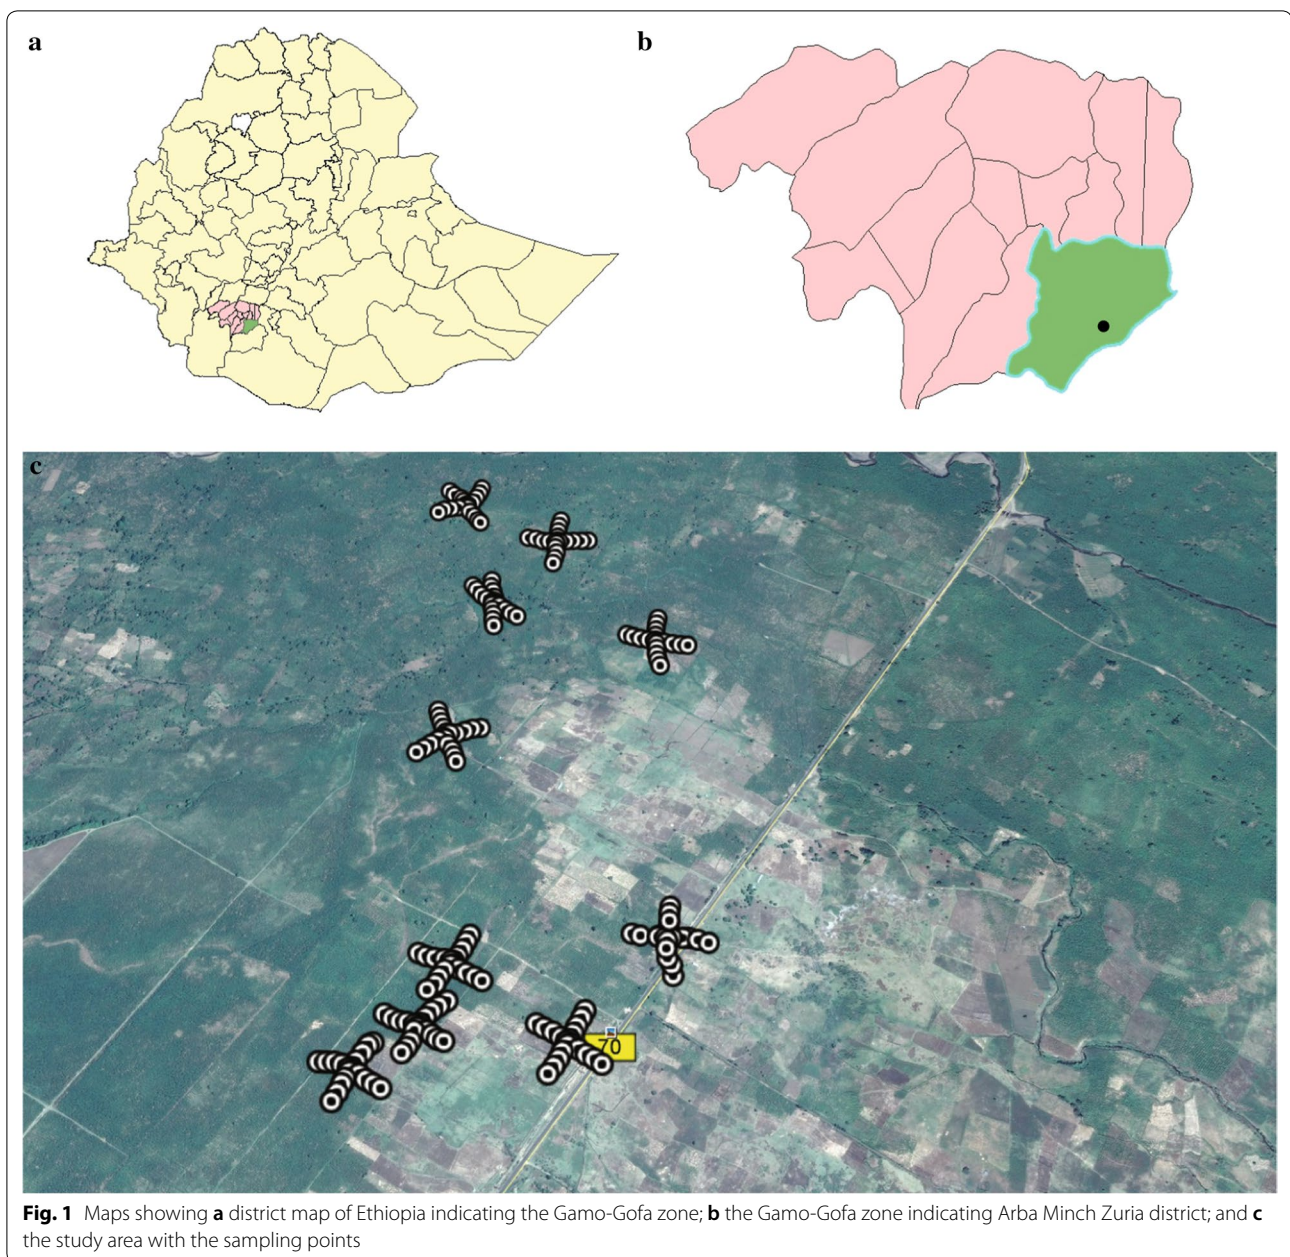 a
b
c
70
Fig. 1 Maps showing a district map of Ethiopia indicating the Gamo-Gofa zone; b the Gamo-Gofa zone indicating Arba Minch Zuria district; and c
the study area with the sampling points